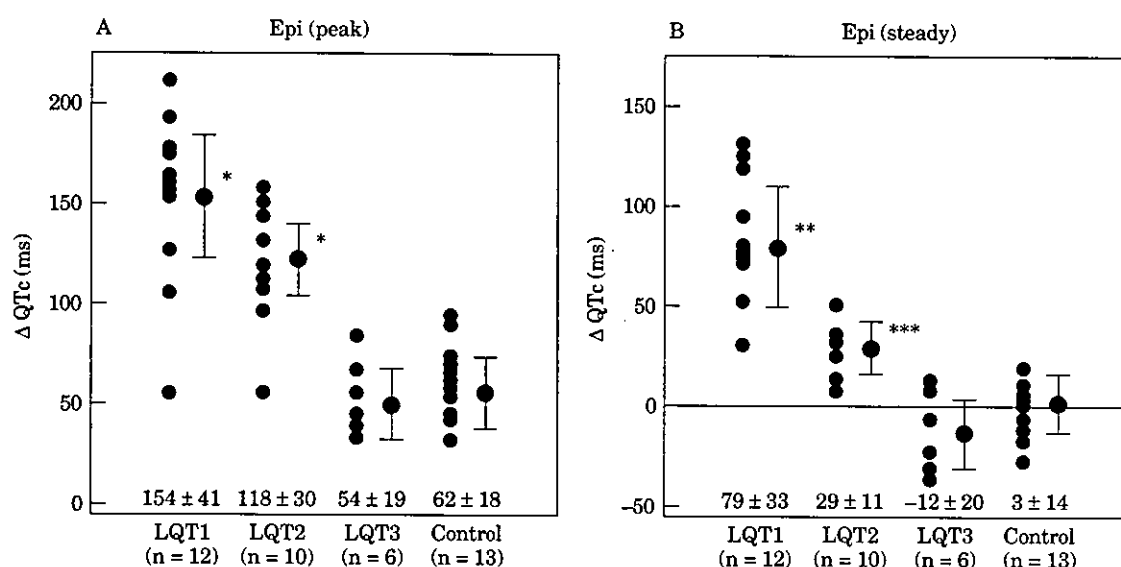 A Epi (peak)
Δ QTc (ms)
200
150
100
50
0
*
*
154 ± 41 118 ± 30 54 ± 19 62 ± 18
LQT1 LQT2 LQT3 Control
(n = 12) (n = 10) (n = 6) (n = 13)
B Epi (steady)
Δ QTc (ms)
150
100
50
0
–50
**
***
79 ± 33 29 ± 11 –12 ± 20 3 ± 14
LQT1 LQT2 LQT3 Control
(n = 12) (n = 10) (n = 6) (n = 13)